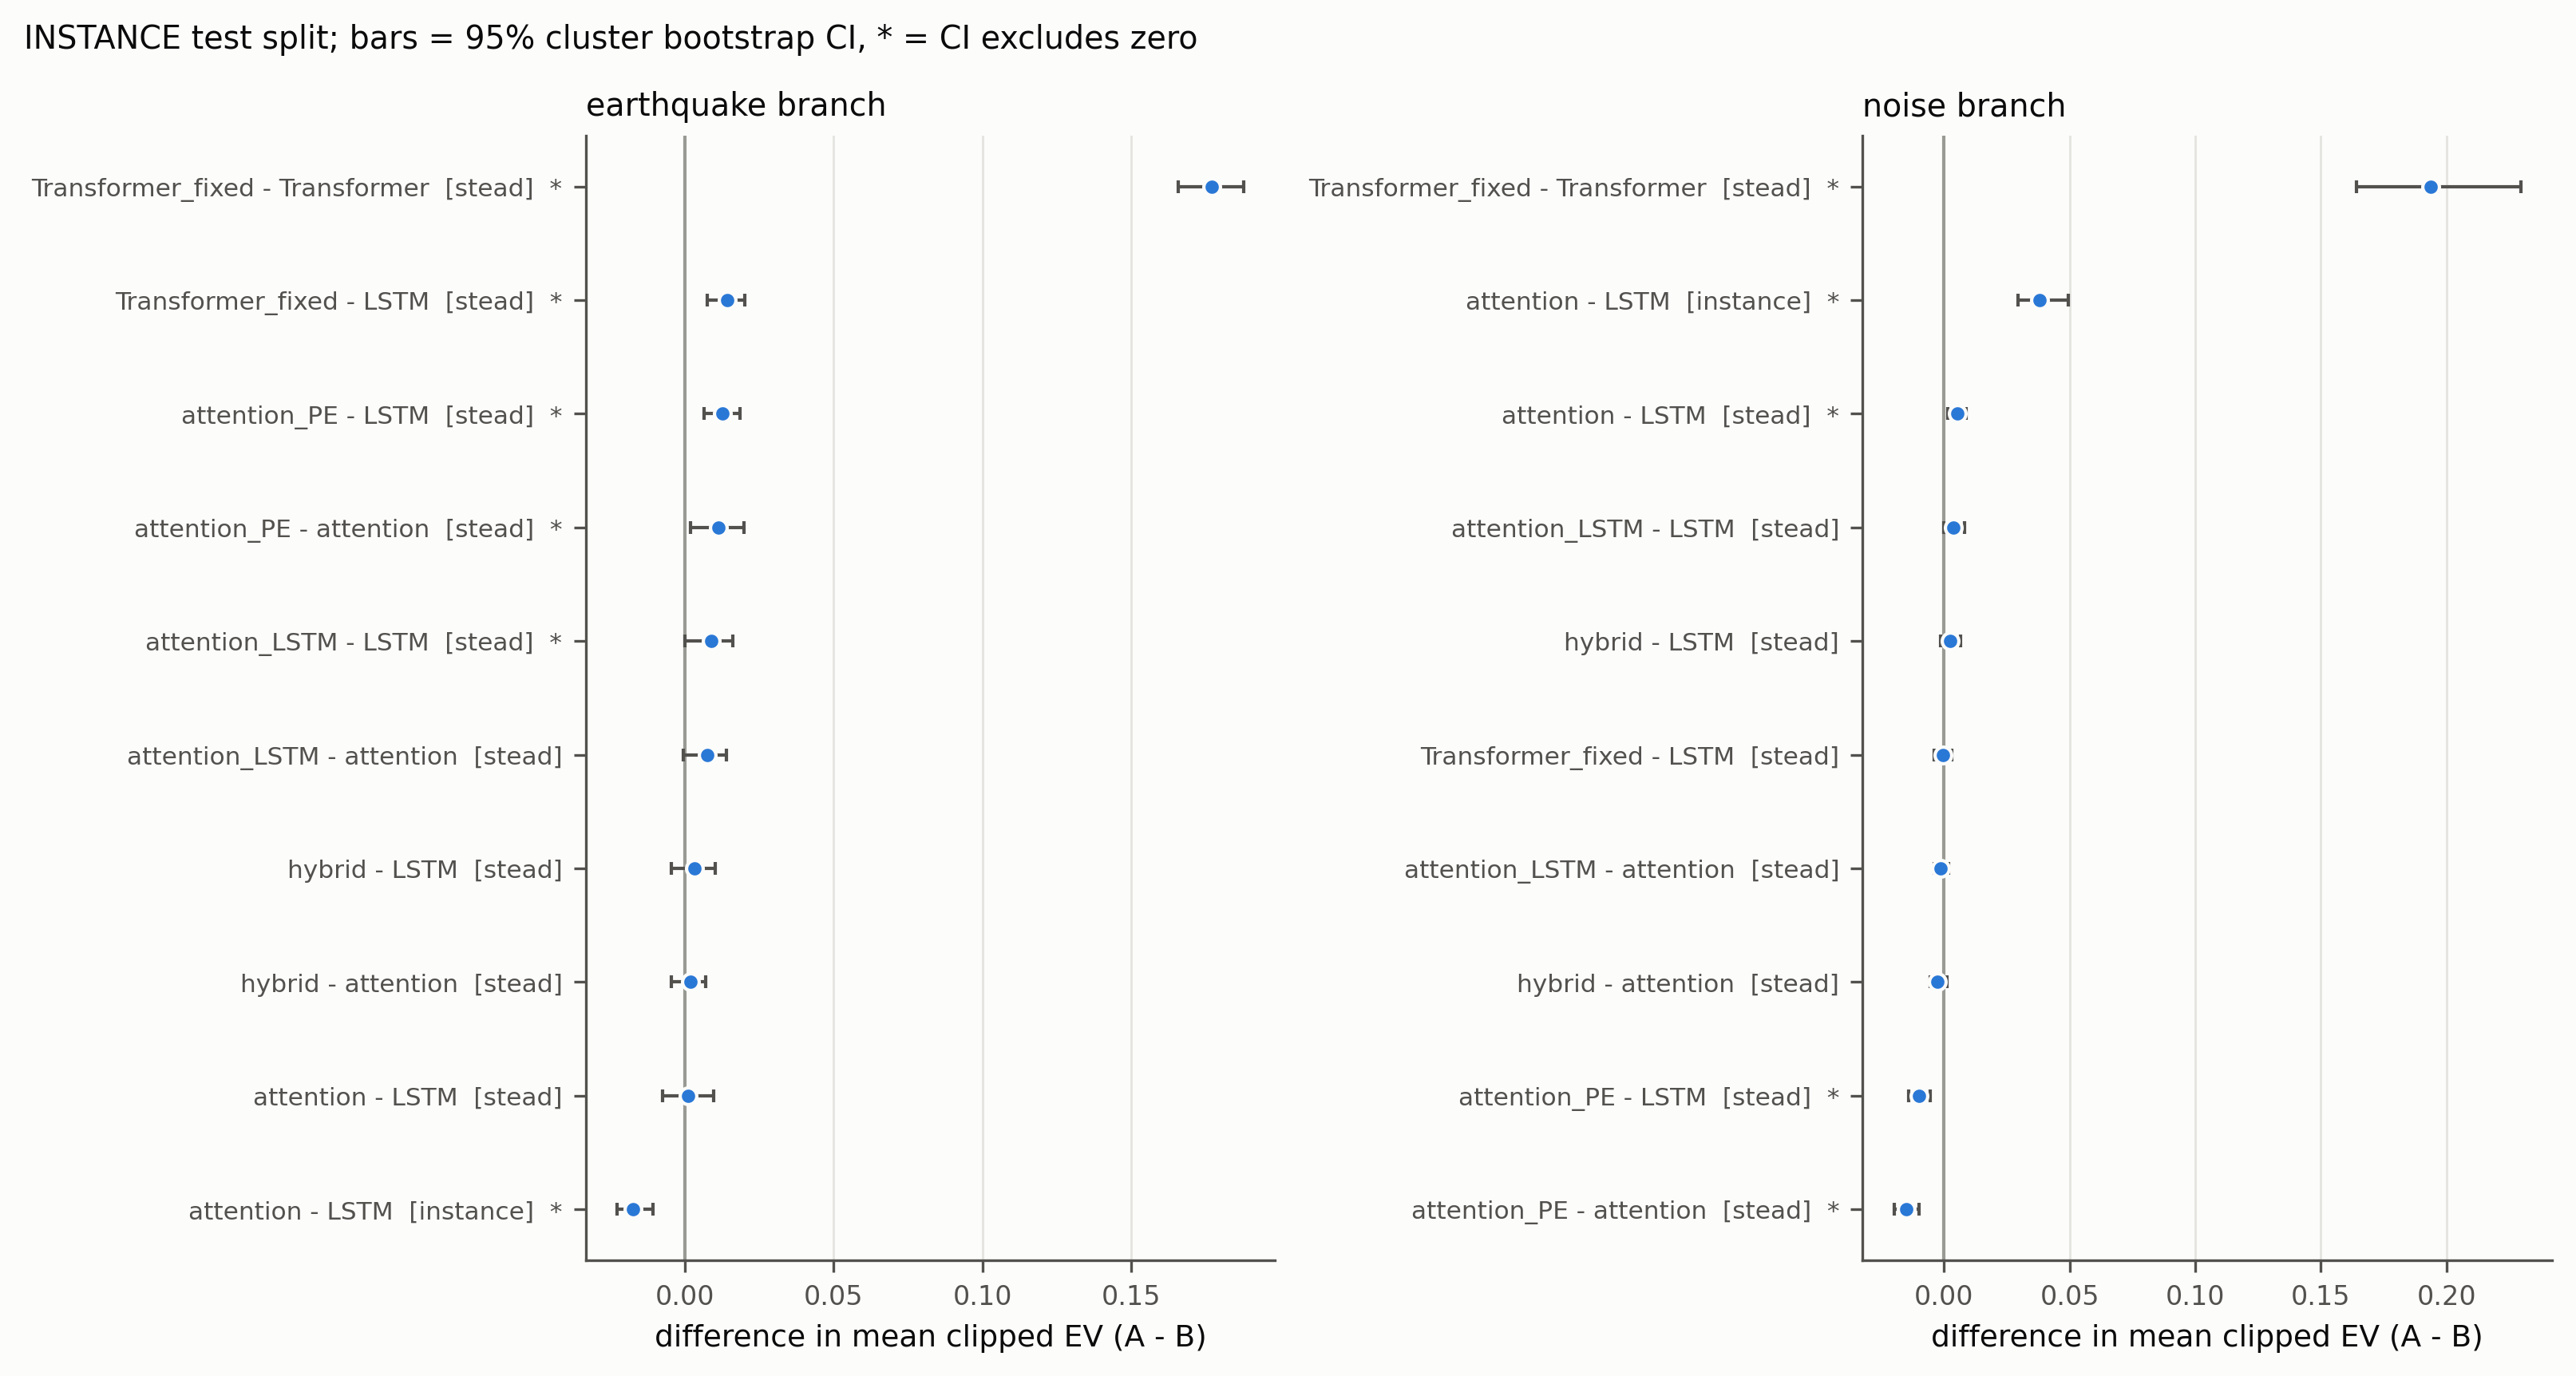 INSTANCE test split; bars = 95% cluster bootstrap CI, * = CI excludes zero
earthquake branch
Transformer_fixed - Transformer [stead] *
Transformer_fixed - LSTM [stead] *
attention_PE - LSTM [stead] *
attention_PE - attention [stead] *
attention_LSTM - LSTM [stead] *
attention_LSTM - attention [stead]
hybrid - LSTM [stead]
hybrid - attention [stead]
attention - LSTM [stead]
attention - LSTM [instance] *
0.00 0.05 0.10 0.15
difference in mean clipped EV (A - B)
noise branch
Transformer_fixed - Transformer [stead] *
attention - LSTM [instance] *
attention - LSTM [stead] *
attention_LSTM - LSTM [stead]
hybrid - LSTM [stead]
Transformer_fixed - LSTM [stead]
attention_LSTM - attention [stead]
hybrid - attention [stead]
attention_PE - LSTM [stead] *
attention_PE - attention [stead] *
0.00 0.05 0.10 0.15 0.20
difference in mean clipped EV (A - B)